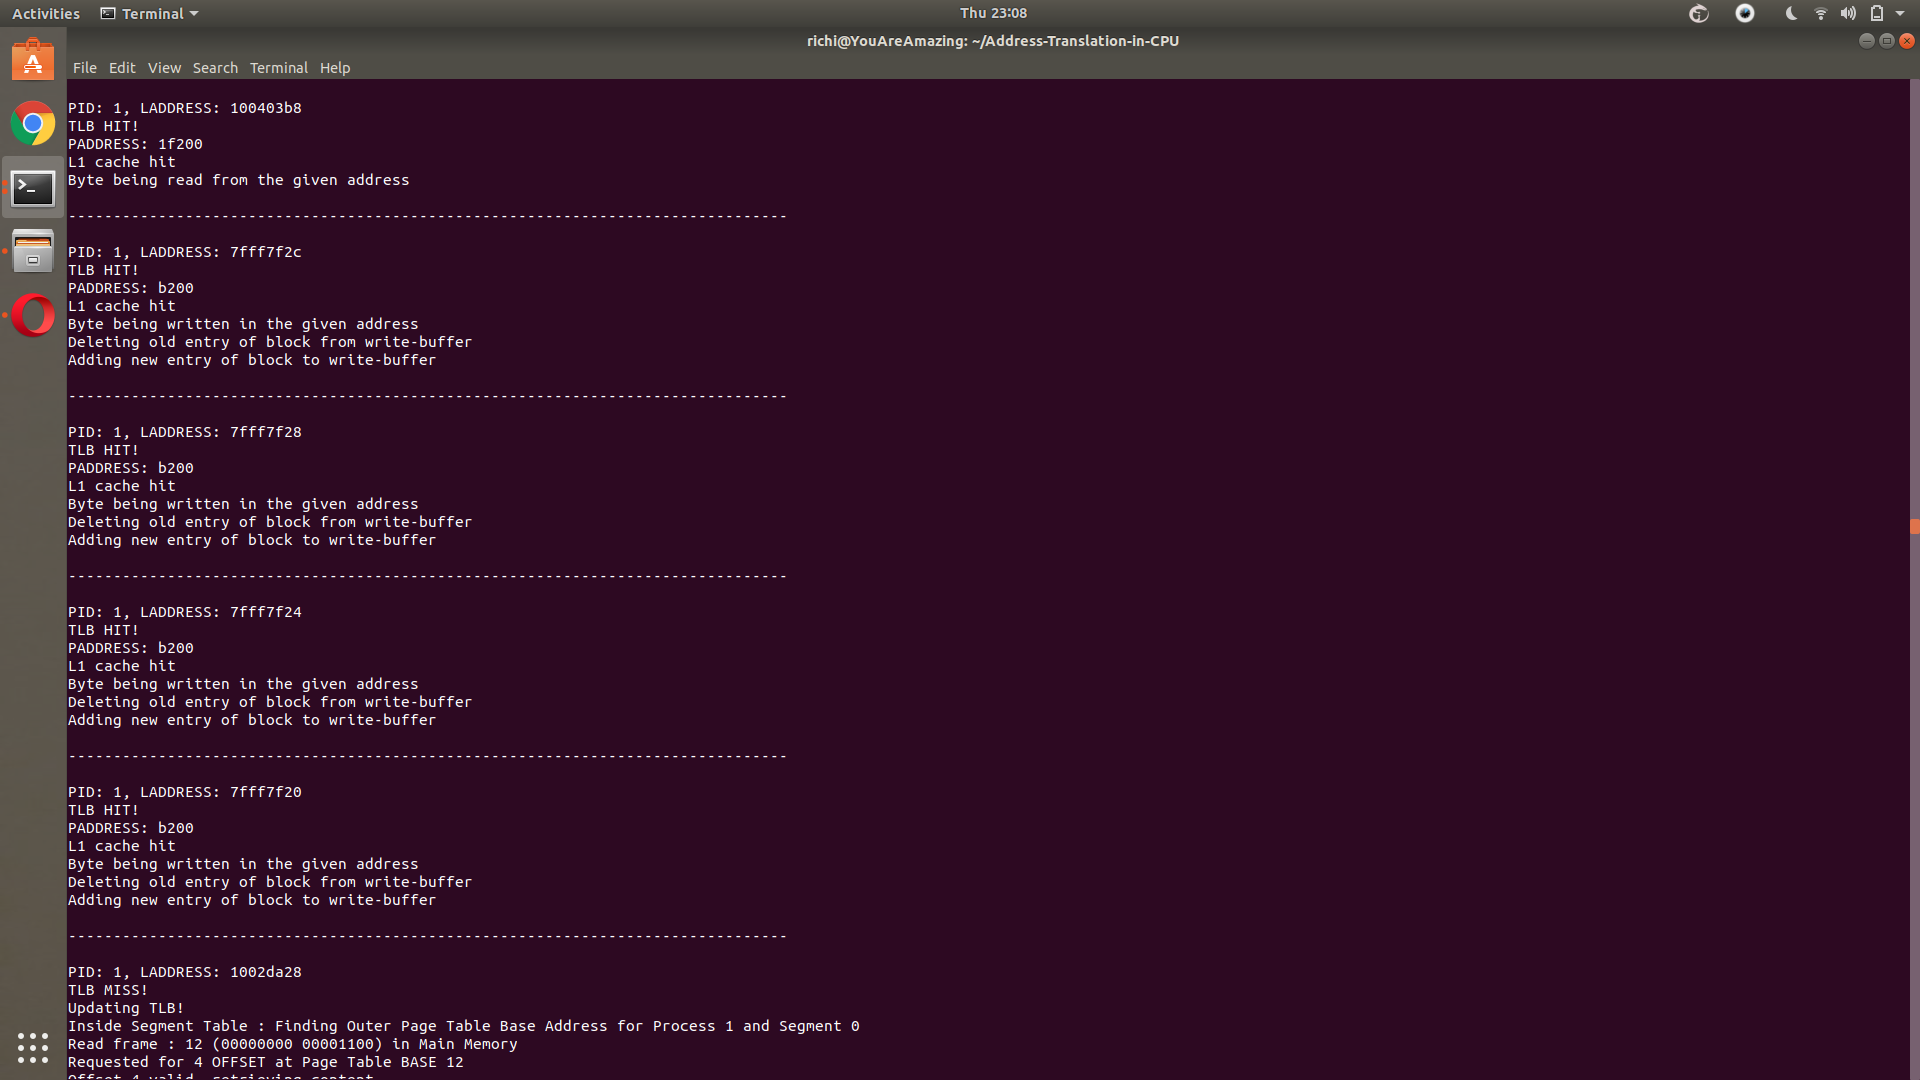 Activities Terminal Thu 23:08
richi@YouAreAmazing: ~/Address-Translation-in-CPU
File Edit View Search Terminal Help
PID: 1, LADDRESS: 100403b8
TLB HIT!
PADDRESS: 1f200
L1 cache hit
Byte being read from the given address
--------------------------------------------------------------------------------
PID: 1, LADDRESS: 7fff7f2c
TLB HIT!
PADDRESS: b200
L1 cache hit
Byte being written in the given address
Deleting old entry of block from write-buffer
Adding new entry of block to write-buffer
--------------------------------------------------------------------------------
PID: 1, LADDRESS: 7fff7f28
TLB HIT!
PADDRESS: b200
L1 cache hit
Byte being written in the given address
Deleting old entry of block from write-buffer
Adding new entry of block to write-buffer
--------------------------------------------------------------------------------
PID: 1, LADDRESS: 7fff7f24
TLB HIT!
PADDRESS: b200
L1 cache hit
Byte being written in the given address
Deleting old entry of block from write-buffer
Adding new entry of block to write-buffer
--------------------------------------------------------------------------------
PID: 1, LADDRESS: 7fff7f20
TLB HIT!
PADDRESS: b200
L1 cache hit
Byte being written in the given address
Deleting old entry of block from write-buffer
Adding new entry of block to write-buffer
--------------------------------------------------------------------------------
PID: 1, LADDRESS: 1002da28
TLB MISS!
Updating TLB!
Inside Segment Table : Finding Outer Page Table Base Address for Process 1 and Segment 0
Read frame : 12 (00000000 00001100) in Main Memory
Requested for 4 OFFSET at Page Table BASE 12
Offset 4 valid, retrieving content